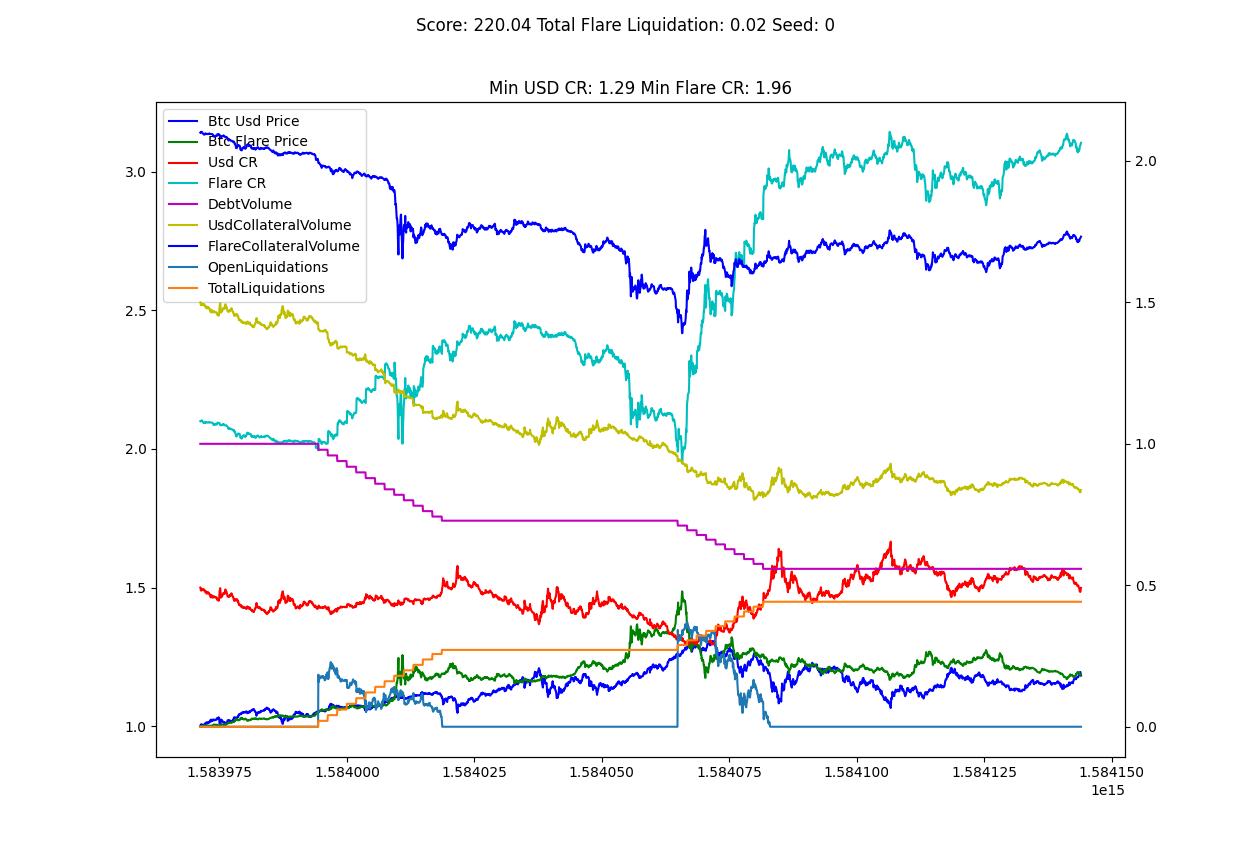 Score: 220.04 Total Flare Liquidation: 0.02 Seed: 0
Min USD CR: 1.29 Min Flare CR: 1.96
Btc Usd Price
Btc Flare Price
Usd CR
Flare CR
DebtVolume
UsdCollateralVolume
FlareCollateralVolume
OpenLiquidations
TotalLiquidations
3.0
2.5
2.0
1.5
1.0
2.0
1.5
1.0
0.5
0.0
1.583975 1.584000 1.584025 1.584050 1.584075 1.584100 1.584125 1.584150
1e15